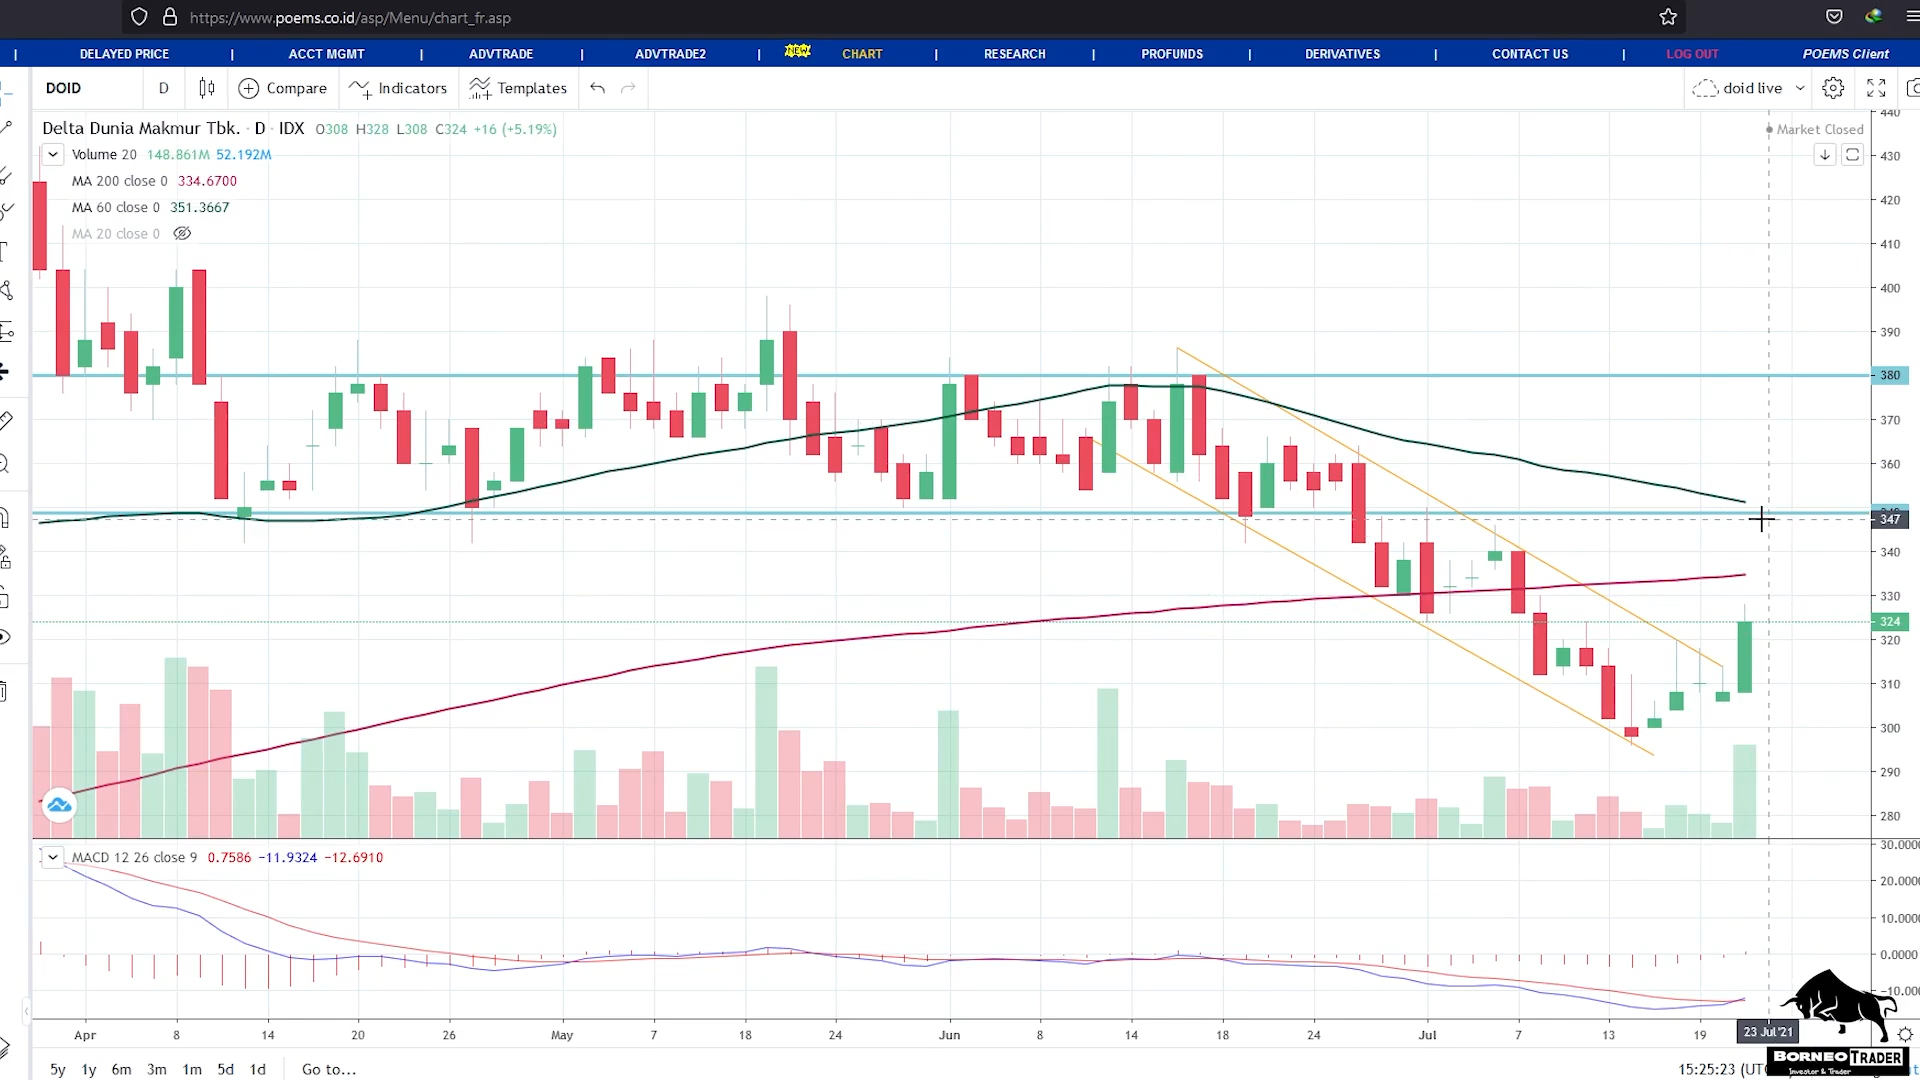 https://www.poems.co.id/asp/Menu/chart_fr.asp
| DELAYED PRICE | ACCT MGMT | ADVTRADE | ADVTRADE2 | NEW CHART | RESEARCH | PROFUNDS | DERIVATIVES | CONTACT US | LOG OUT POEMS Client
DOID D Compare Indicators Templates doid live
Delta Dunia Makmur Tbk. · D · IDX O308 H328 L308 C324 +16 (+5.19%)
Market Closed
Volume 20 148.861M 52.192M
MA 200 close 0 334.6700
MA 60 close 0 351.3667
MA 20 close 0
440
430
420
410
400
390
380
370
360
347
340
330
324
320
310
300
290
280
MACD 12 26 close 9 0.7586 −11.9324 −12.6910
30.0000
20.0000
10.0000
0.0000
−10.000
Apr 8 14 20 26 May 7 18 24 Jun 8 14 18 24 Jul 7 13 19 23 Jul '21
BORNEO TRADER
Investor & Trader
5y 1y 6m 3m 1m 5d 1d Go to...
15:25:23 (UTC